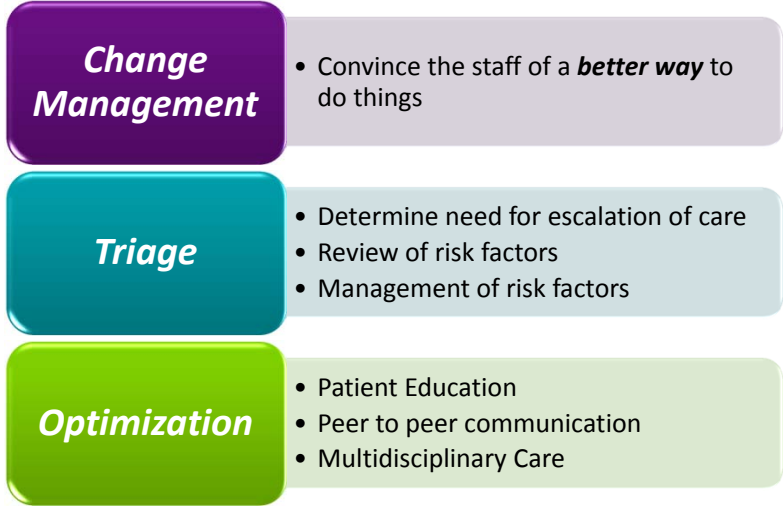 Change
Management
• Convince the staff of a better way to
do things
Triage
• Determine need for escalation of care
• Review of risk factors
• Management of risk factors
Optimization
• Patient Education
• Peer to peer communication
• Multidisciplinary Care